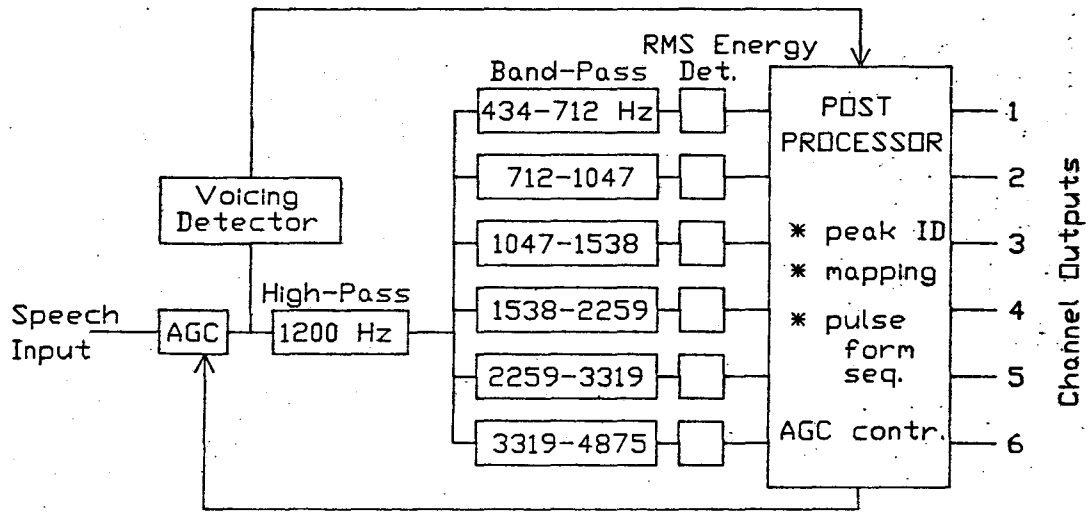 RMS Energy
Band-Pass Det.
434-712 Hz
712-1047
1047-1538
1538-2259
2259-3319
3319-4875
Voicing
Detector
High-Pass
1200 Hz
Speech
Input
AGC
POST
PROCESSOR
* peak ID
* mapping
* pulse
form
seq.
AGC contr.
1
2
3
4
5
6
Channel Outputs